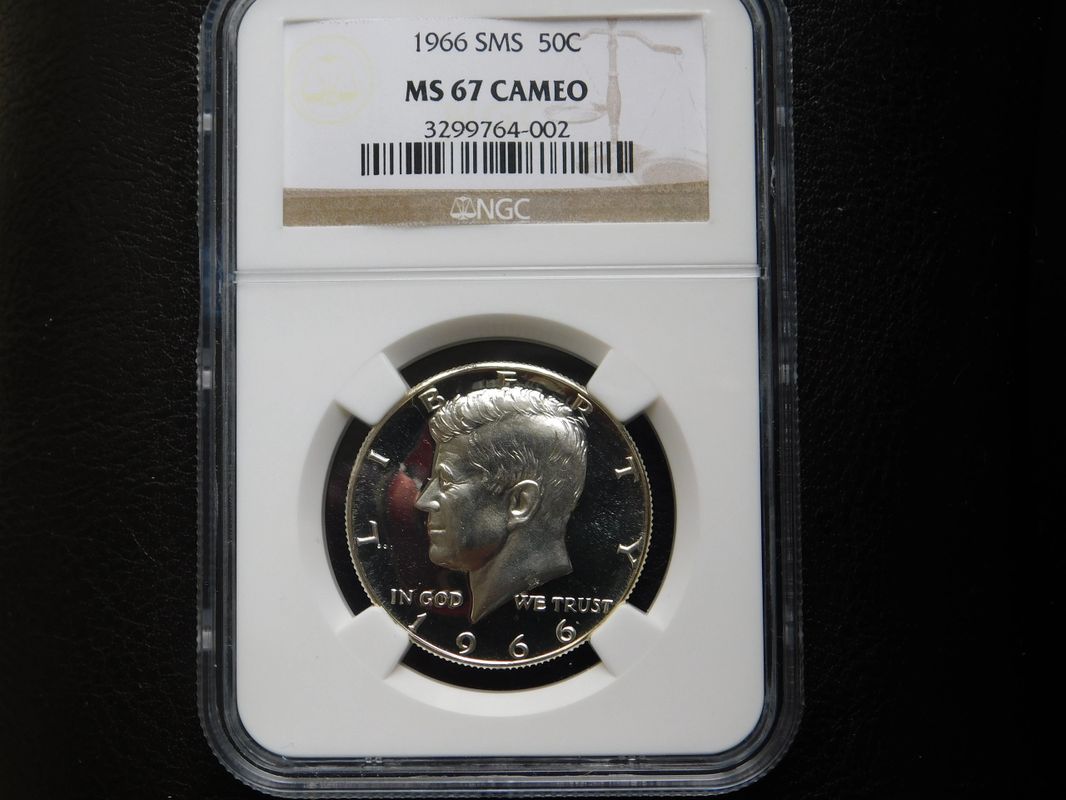 1966 SMS 50C
MS 67 CAMEO
3299764-002
NGC
LIBERTY
IN GOD WE TRUST
1966